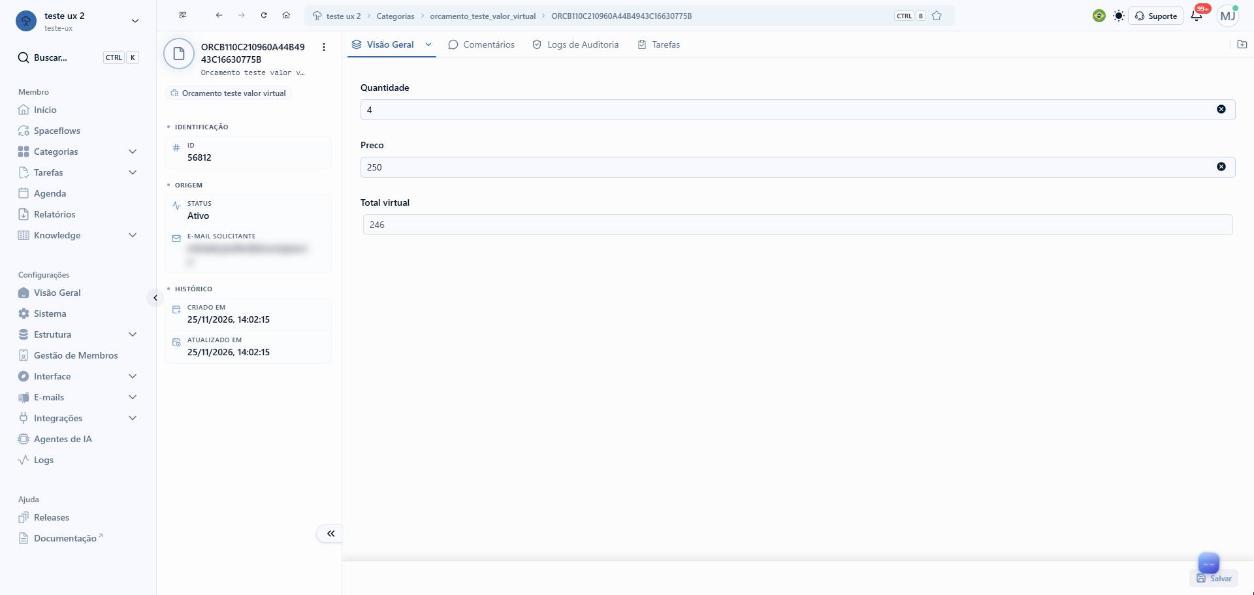 teste ux 2
teste-ux
Buscar...
CTRL K
Membro
Início
Spaceflows
Categorias
Tarefas
Agenda
Relatórios
Knowledge
Configurações
Visão Geral
Sistema
Estrutura
Gestão de Membros
Interface
E-mails
Integrações
Agentes de IA
Logs
Ajuda
Releases
Documentação
teste ux 2 > Categorias > orcamento_teste_valor_virtual > ORCB110C210960A44B4943C16630775B
CTRL B
Suporte
99+
MJ
ORCB110C210960A44B49
43C16630775B
Orcamento teste valor v…
Orcamento teste valor virtual
IDENTIFICAÇÃO
ID
56812
ORIGEM
STATUS
Ativo
E-MAIL SOLICITANTE
HISTÓRICO
CRIADO EM
25/11/2026, 14:02:15
ATUALIZADO EM
25/11/2026, 14:02:15
Visão Geral
Comentários
Logs de Auditoria
Tarefas
Quantidade
4
Preco
250
Total virtual
246
Salvar